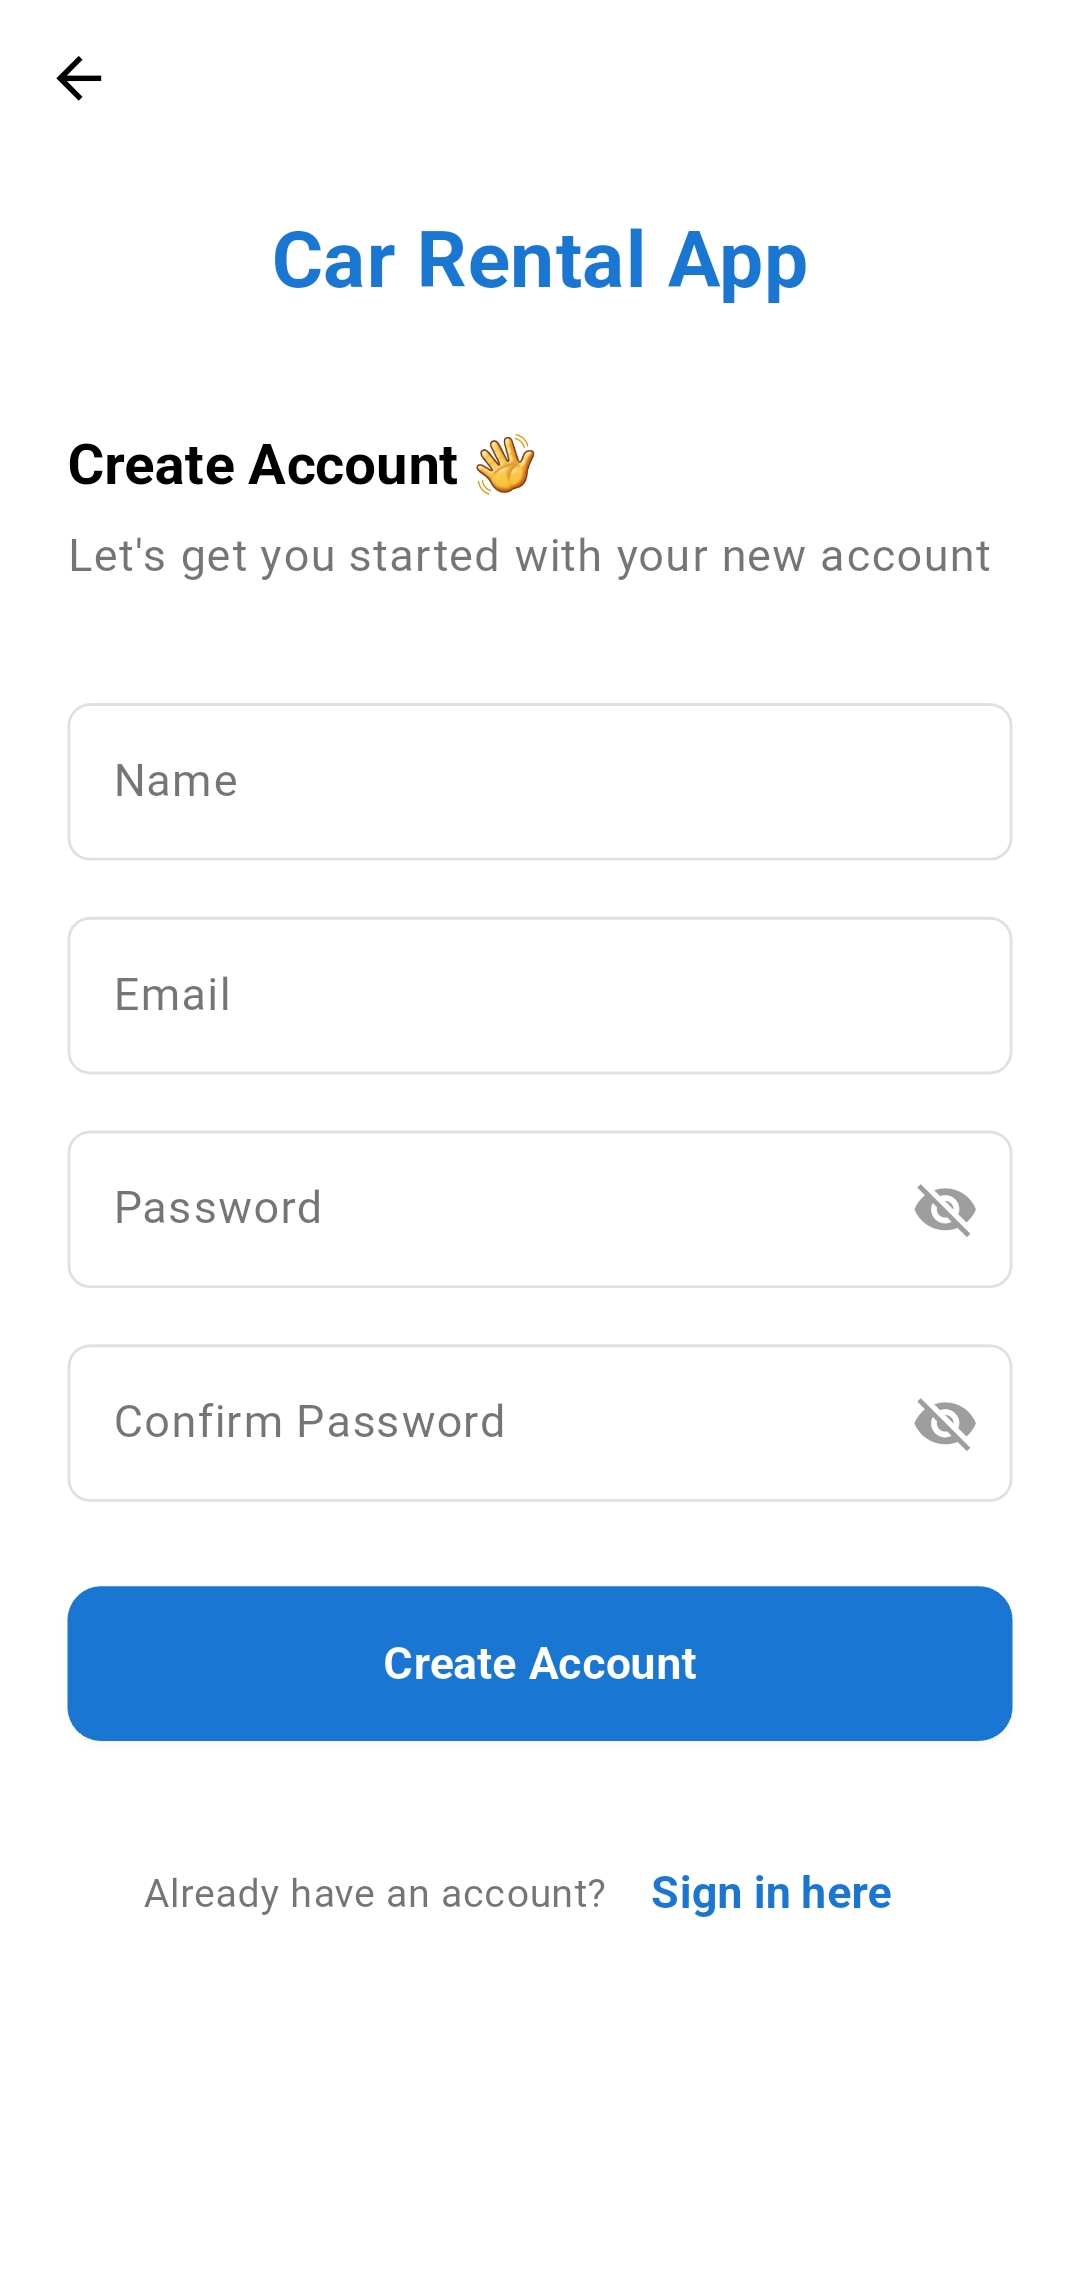 Car Rental App
Create Account 👋
Let's get you started with your new account
Name
Email
Password
Confirm Password
Create Account
Already have an account? Sign in here